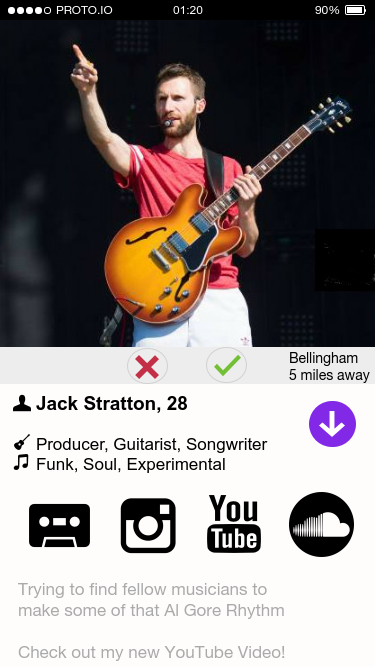 PROTO.IO 01:20 90%
Bellingham
5 miles away
Jack Stratton, 28
Producer, Guitarist, Songwriter
Funk, Soul, Experimental
You
Tube
Trying to find fellow musicians to
make some of that Al Gore Rhythm
Check out my new YouTube Video!